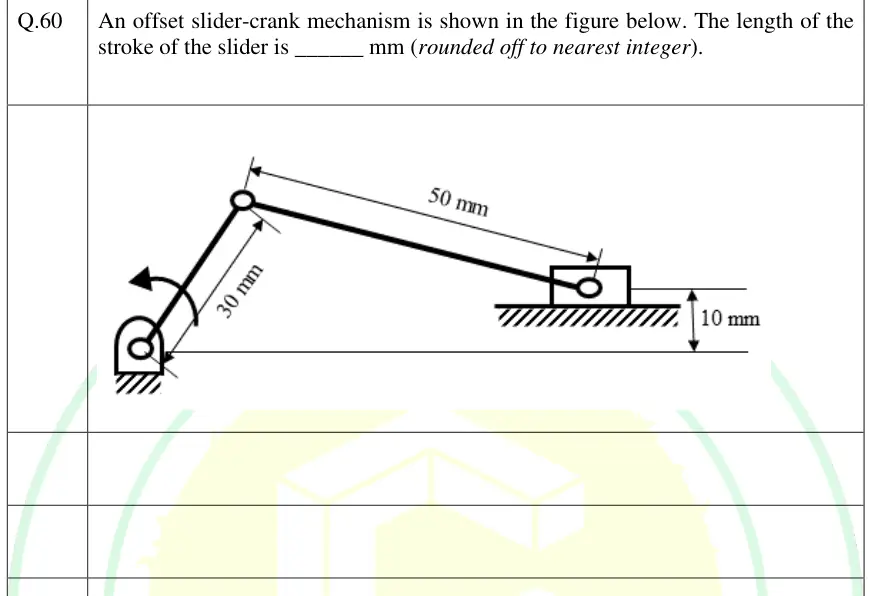 Q.60
An offset slider-crank mechanism is shown in the figure below. The length of the
stroke of the slider is ______ mm (rounded off to nearest integer).
50 mm
30 mm
10 mm